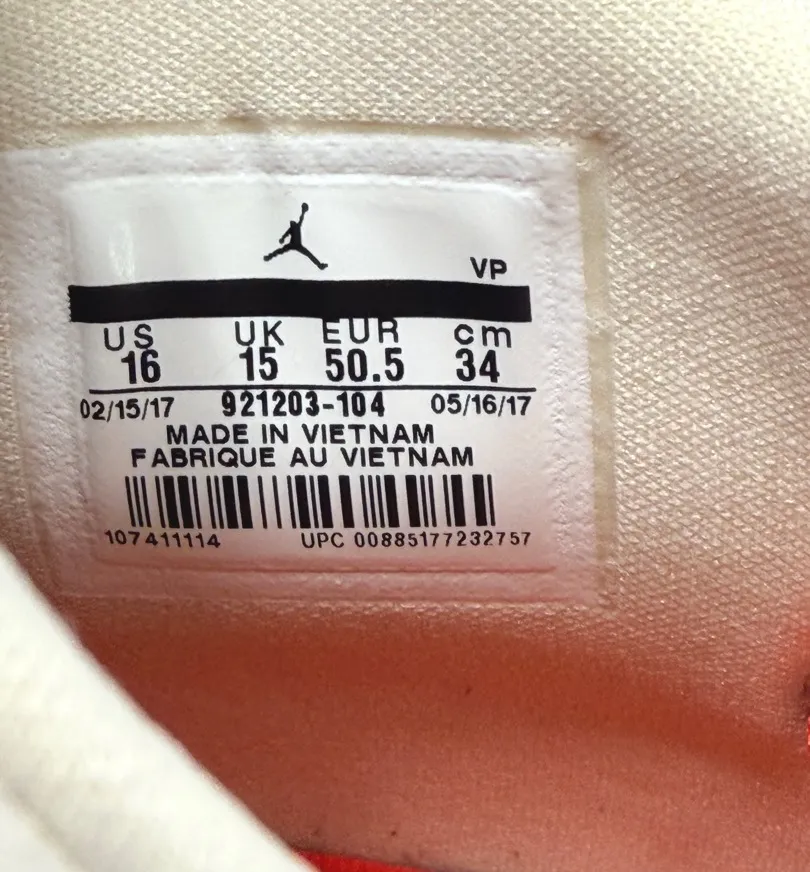 VP
US UK EUR cm
16 15 50.5 34
02/15/17 921203-104 05/16/17
MADE IN VIETNAM
FABRIQUE AU VIETNAM
107411114 UPC 00885177232757